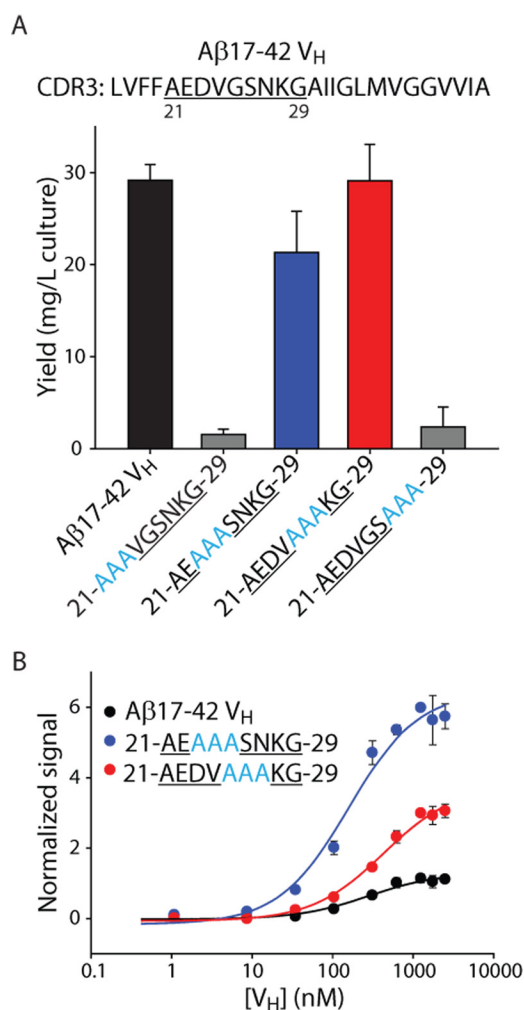 A
Aβ17-42 VH
CDR3: LVFFAEDVGSNKGAIIGLMVGGVVIA
21 29
Yield (mg/L culture)
30
20
10
0
Aβ17-42 VH
21-AAAVGSNKG-29
21-AEAAASNKG-29
21-AEDVAAAKG-29
21-AEDVGSAAA-29
B
Normalized signal
6
4
2
0
Aβ17-42 VH
21-AEAAASNKG-29
21-AEDVAAAKG-29
0.1 1 10 100 1000 10000
[VH] (nM)